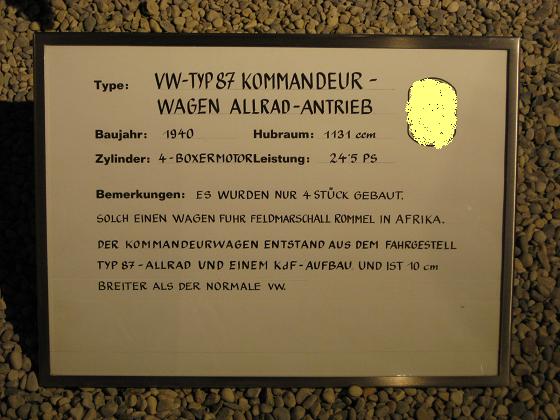 Type: VW-TYP 87 KOMMANDEUR-
WAGEN ALLRAD-ANTRIEB
Baujahr: 1940 Hubraum: 1131 ccm
Zylinder: 4-BOXERMOTOR Leistung: 24'5 PS
Bemerkungen: ES WURDEN NUR 4 STÜCK GEBAUT.
SOLCH EINEN WAGEN FUHR FELDMARSCHALL ROMMEL IN AFRIKA.
DER KOMMANDEURWAGEN ENTSTAND AUS DEM FAHRGESTELL
TYP 87-ALLRAD UND EINEM KdF-AUFBAU UND IST 10 cm
BREITER ALS DER NORMALE VW.